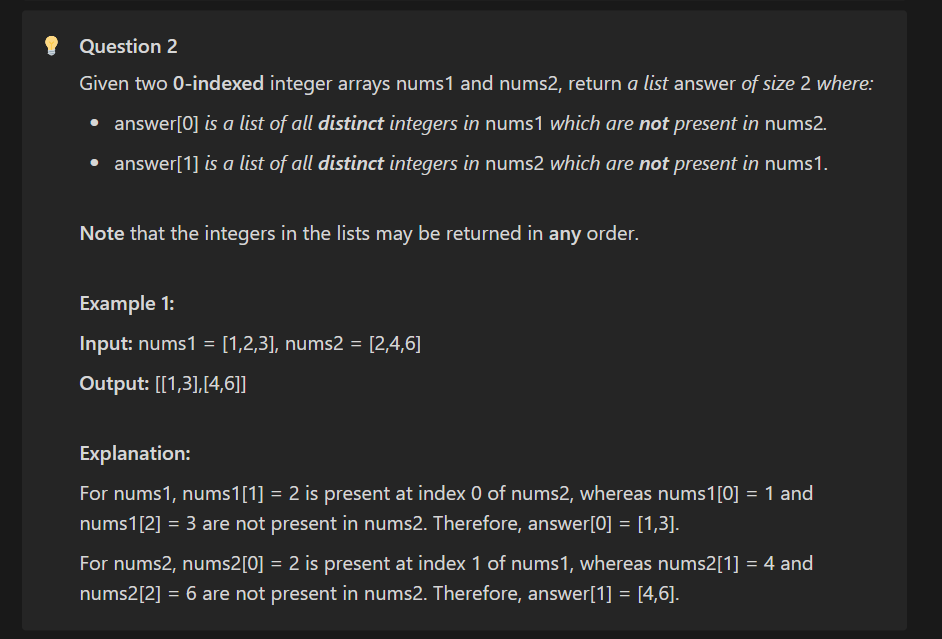 Question 2
Given two 0-indexed integer arrays nums1 and nums2, return a list answer of size 2 where:
• answer[0] is a list of all distinct integers in nums1 which are not present in nums2.
• answer[1] is a list of all distinct integers in nums2 which are not present in nums1.
Note that the integers in the lists may be returned in any order.
Example 1:
Input: nums1 = [1,2,3], nums2 = [2,4,6]
Output: [[1,3],[4,6]]
Explanation:
For nums1, nums1[1] = 2 is present at index 0 of nums2, whereas nums1[0] = 1 and
nums1[2] = 3 are not present in nums2. Therefore, answer[0] = [1,3].
For nums2, nums2[0] = 2 is present at index 1 of nums1, whereas nums2[1] = 4 and
nums2[2] = 6 are not present in nums2. Therefore, answer[1] = [4,6].